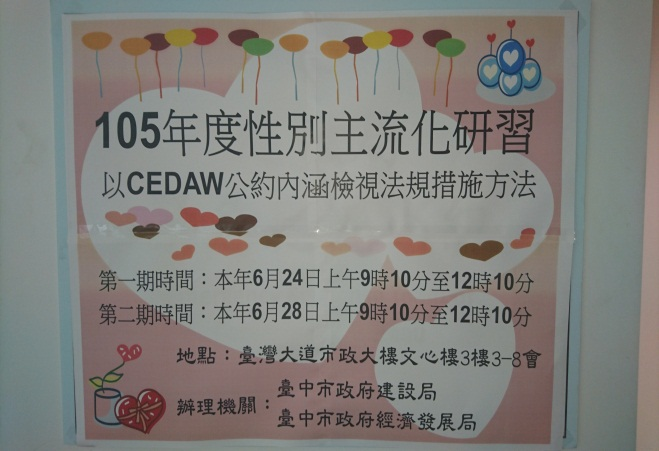 105年度性別主流化研習
以CEDAW公約內涵檢視法規措施方法
第一期時間：本年6月24日上午9時10分至12時10分
第二期時間：本年6月28日上午9時10分至12時10分
地點：臺灣大道市政大樓文心樓3樓3-8會
辦理機關：臺中市政府建設局
臺中市政府經濟發展局